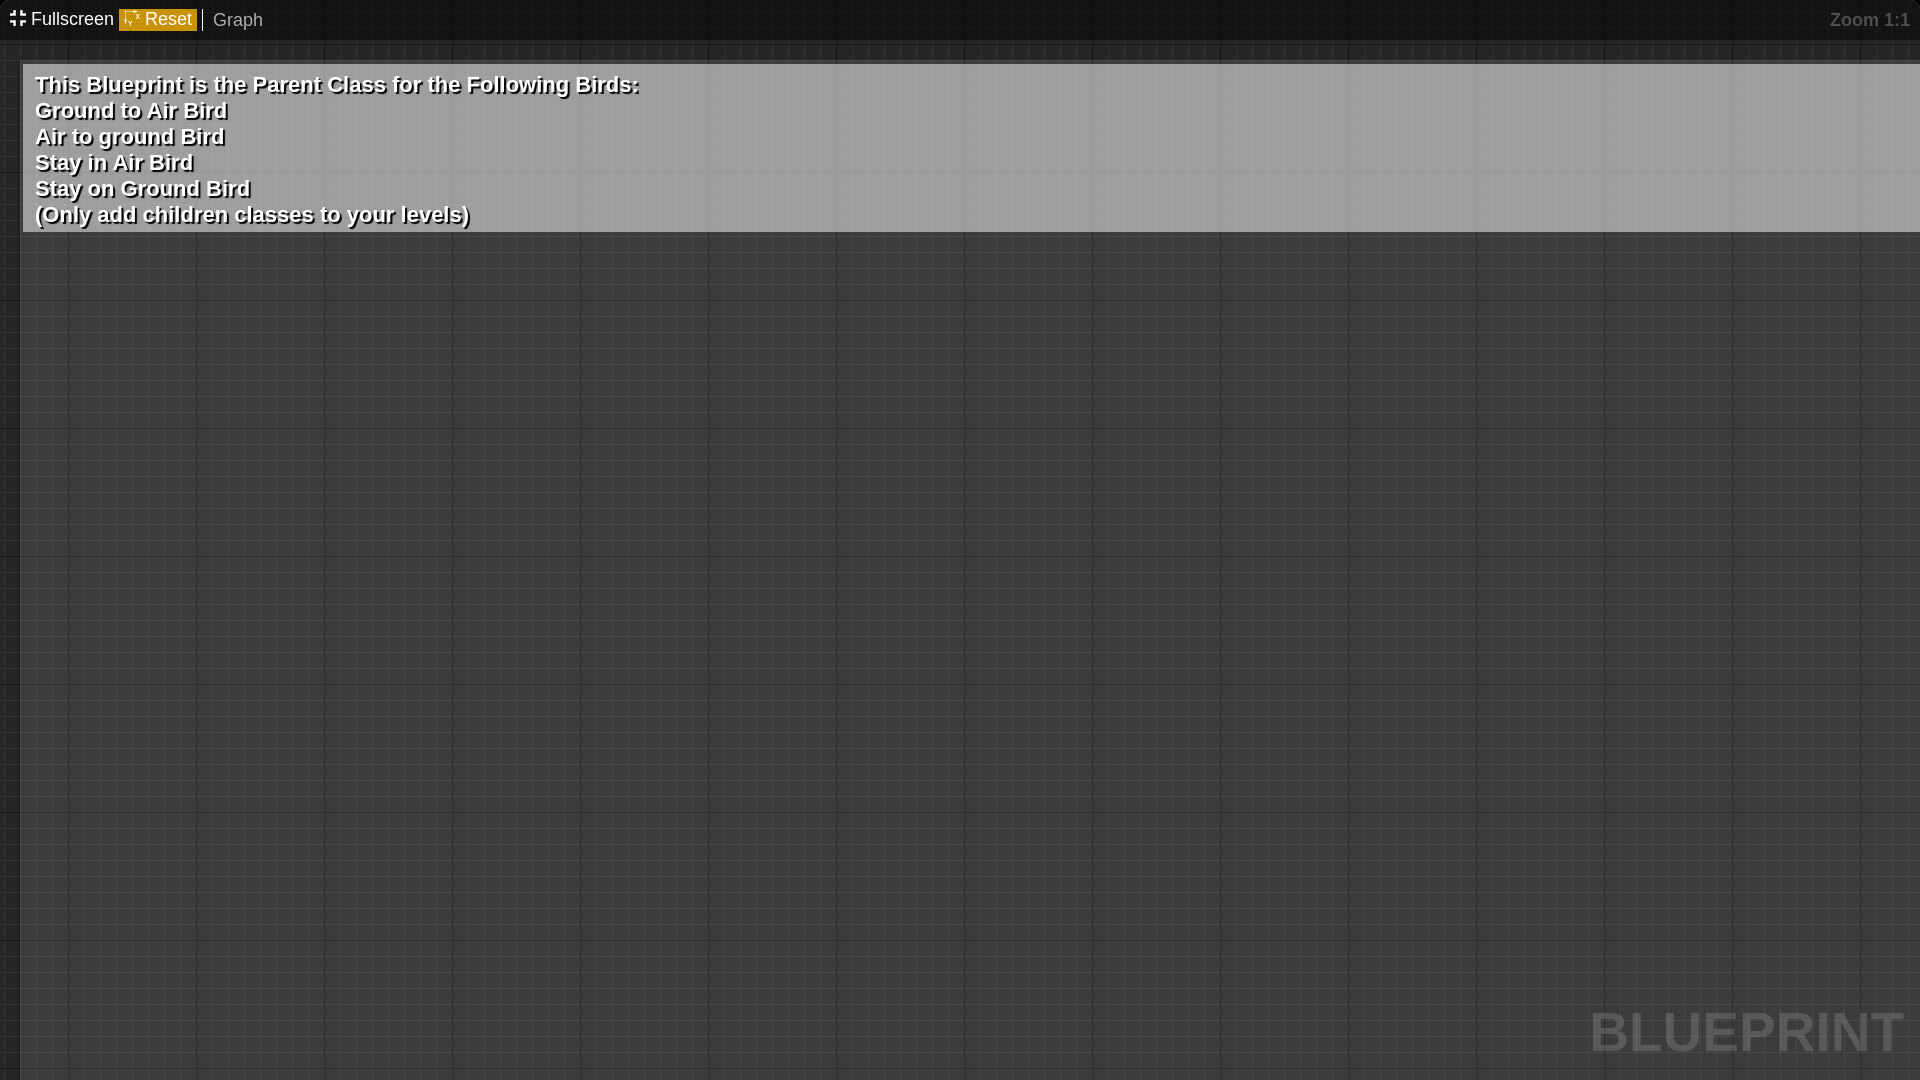 Fullscreen Reset Graph Zoom 1:1
This Blueprint is the Parent Class for the Following Birds:
Ground to Air Bird
Air to ground Bird
Stay in Air Bird
Stay on Ground Bird
(Only add children classes to your levels)
BLUEPRINT